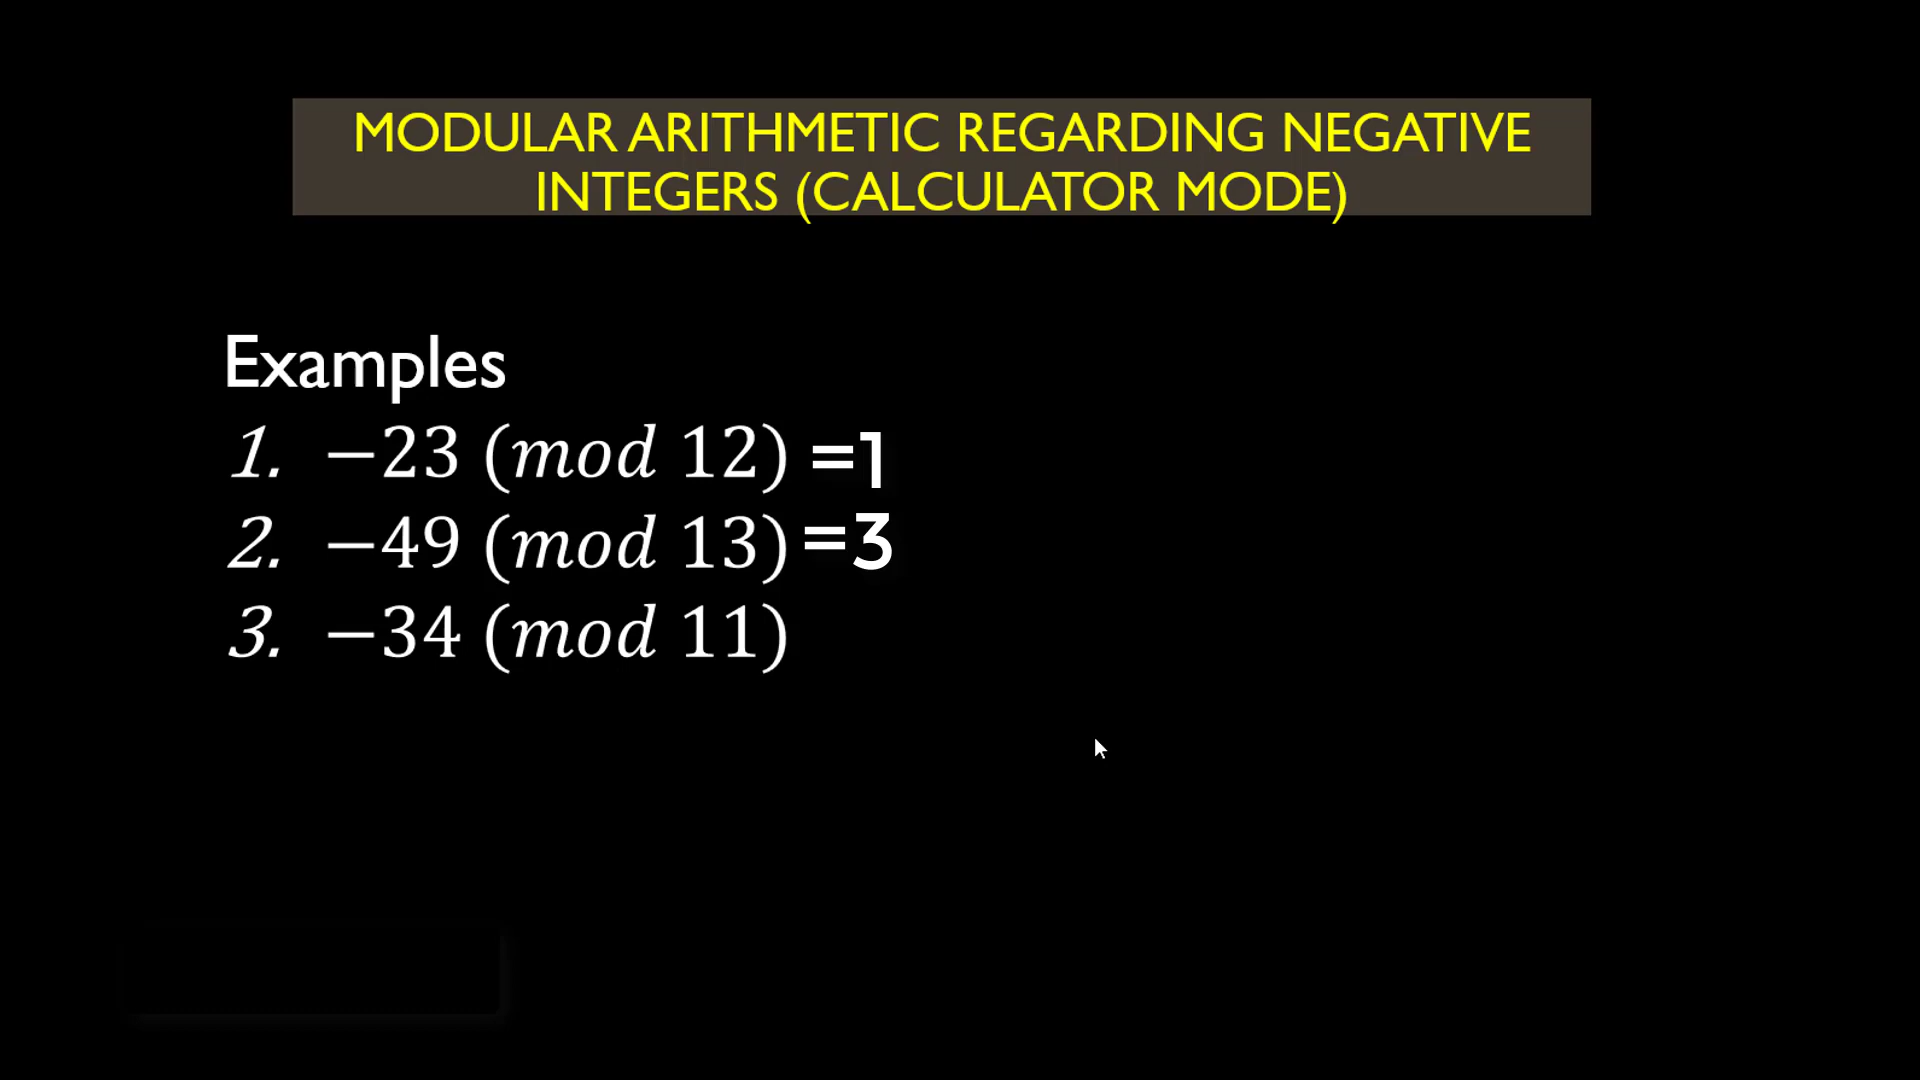 MODULAR ARITHMETIC REGARDING NEGATIVE
INTEGERS (CALCULATOR MODE)
Examples
1. −23 (mod 12) =1
2. −49 (mod 13) =3
3. −34 (mod 11)